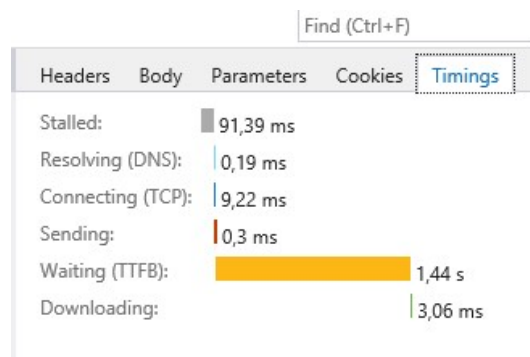 Find (Ctrl+F)
Headers Body Parameters Cookies Timings
Stalled: 91,39 ms
Resolving (DNS): 0,19 ms
Connecting (TCP): 9,22 ms
Sending: 0,3 ms
Waiting (TTFB): 1,44 s
Downloading: 3,06 ms